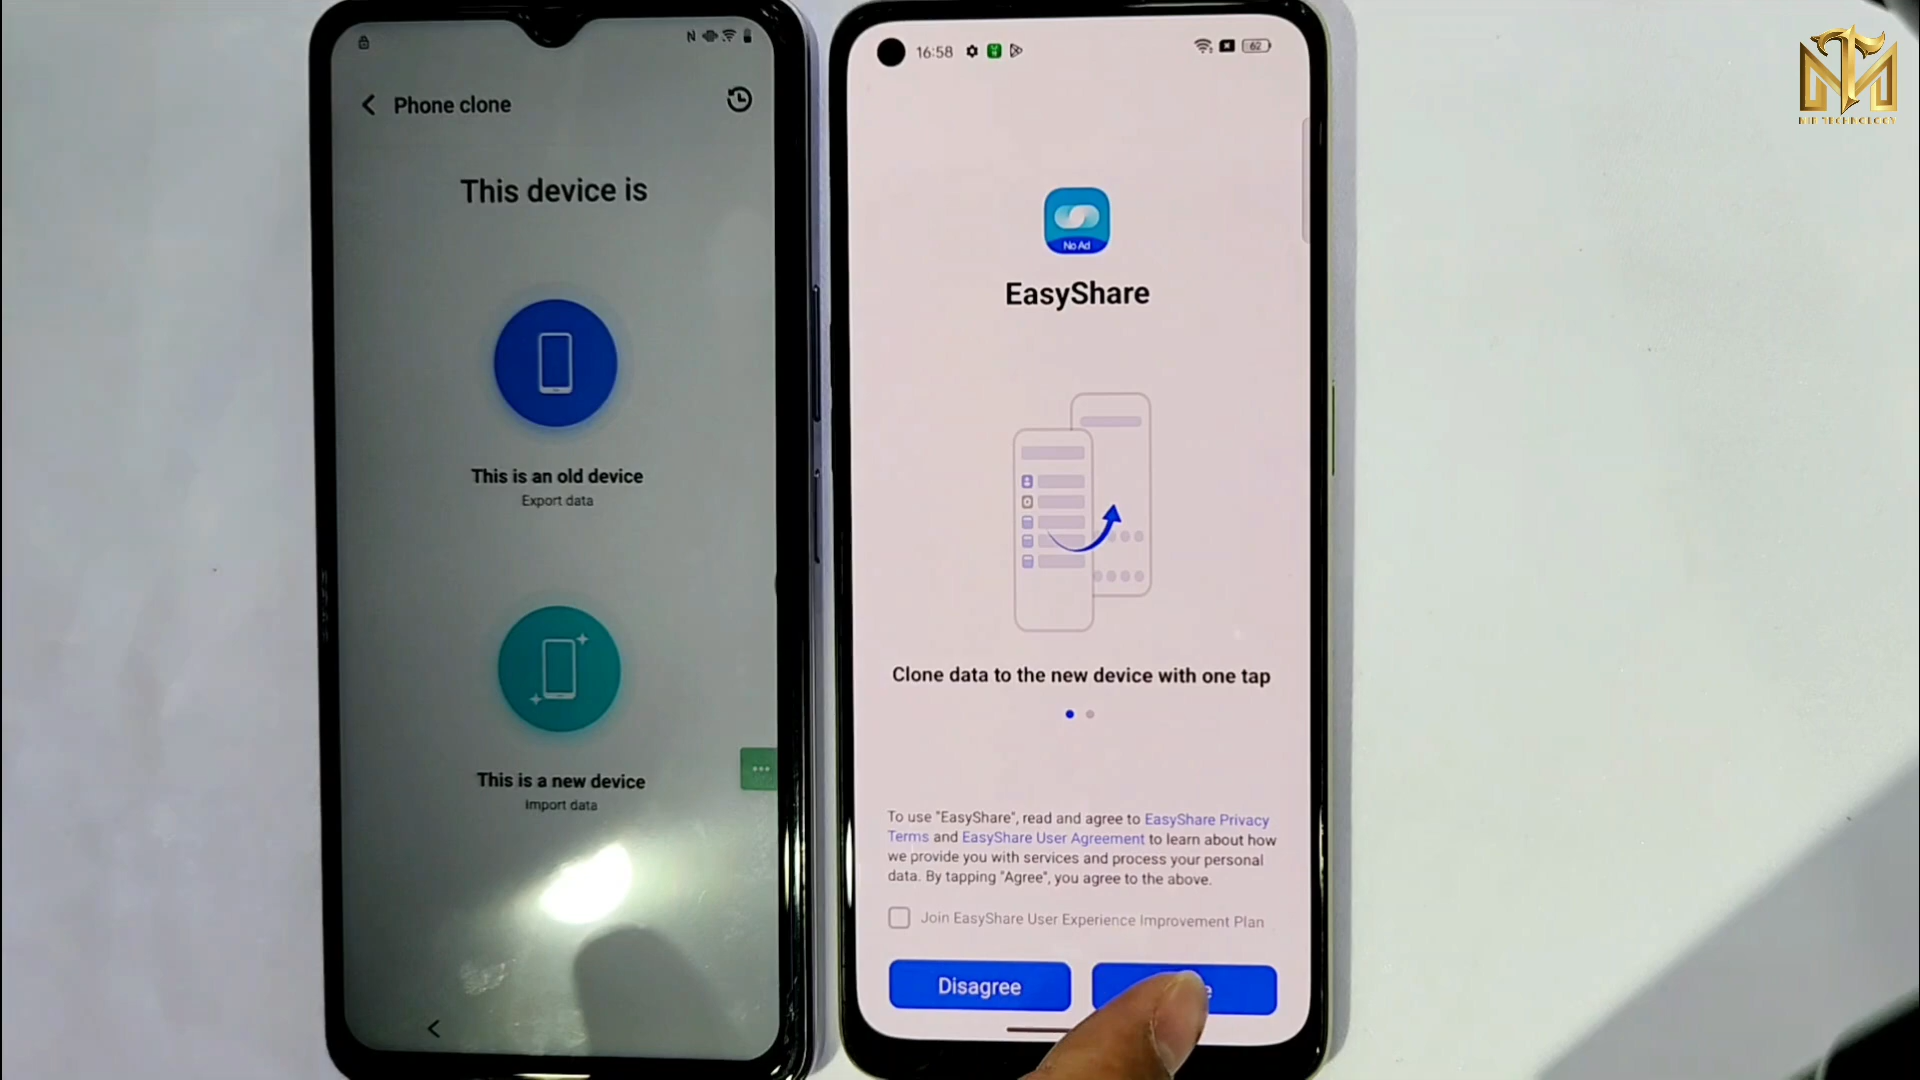 Phone clone
This device is
This is an old device
Export data
This is a new device
Import data
16:58
62
No Ad
EasyShare
Clone data to the new device with one tap
To use "EasyShare", read and agree to EasyShare Privacy
Terms and EasyShare User Agreement to learn about how
we provide you with services and process your personal
data. By tapping "Agree", you agree to the above.
Join EasyShare User Experience Improvement Plan
Disagree